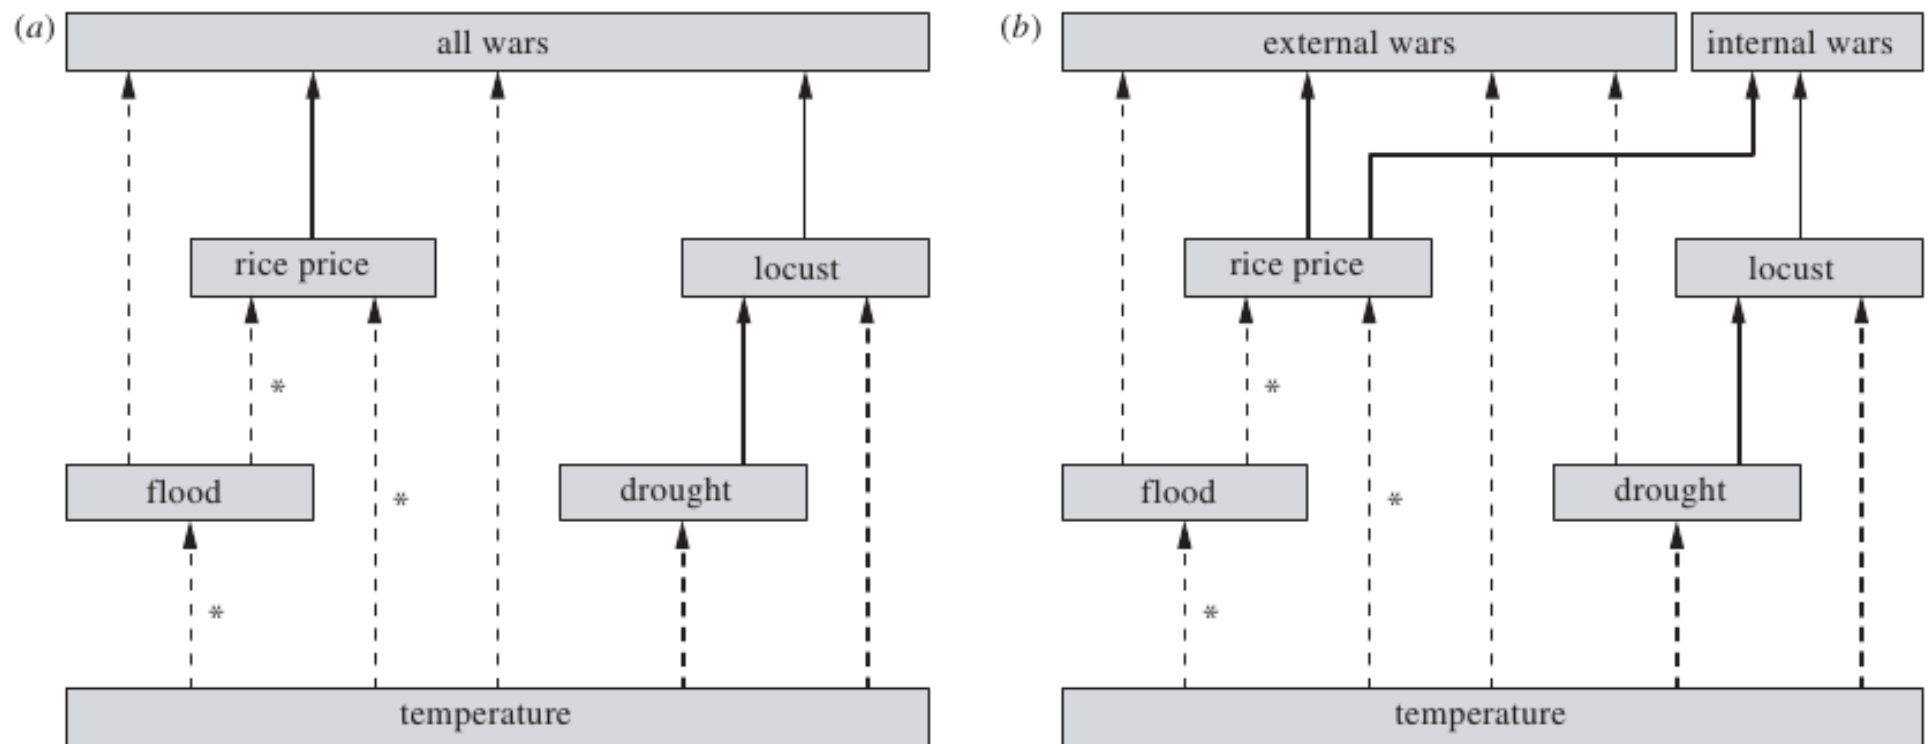 (a)
all wars
rice price
locust
*
*
flood
drought
*
temperature
(b)
external wars
internal wars
rice price
locust
*
*
flood
drought
*
temperature